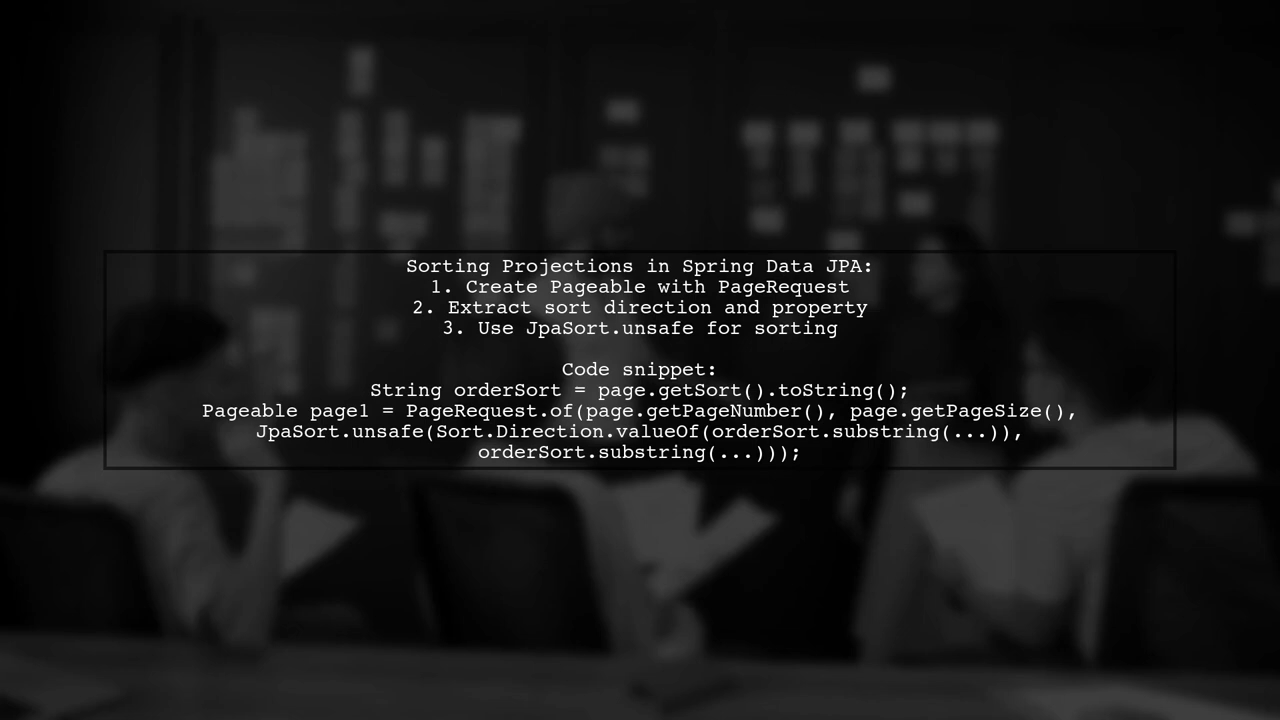 Sorting Projections in Spring Data JPA:
1. Create Pageable with PageRequest
2. Extract sort direction and property
3. Use JpaSort.unsafe for sorting
Code snippet:
String orderSort = page.getSort().toString();
Pageable page1 = PageRequest.of(page.getPageNumber(), page.getPageSize(),
JpaSort.unsafe(Sort.Direction.valueOf(orderSort.substring(...)),
orderSort.substring(...)));